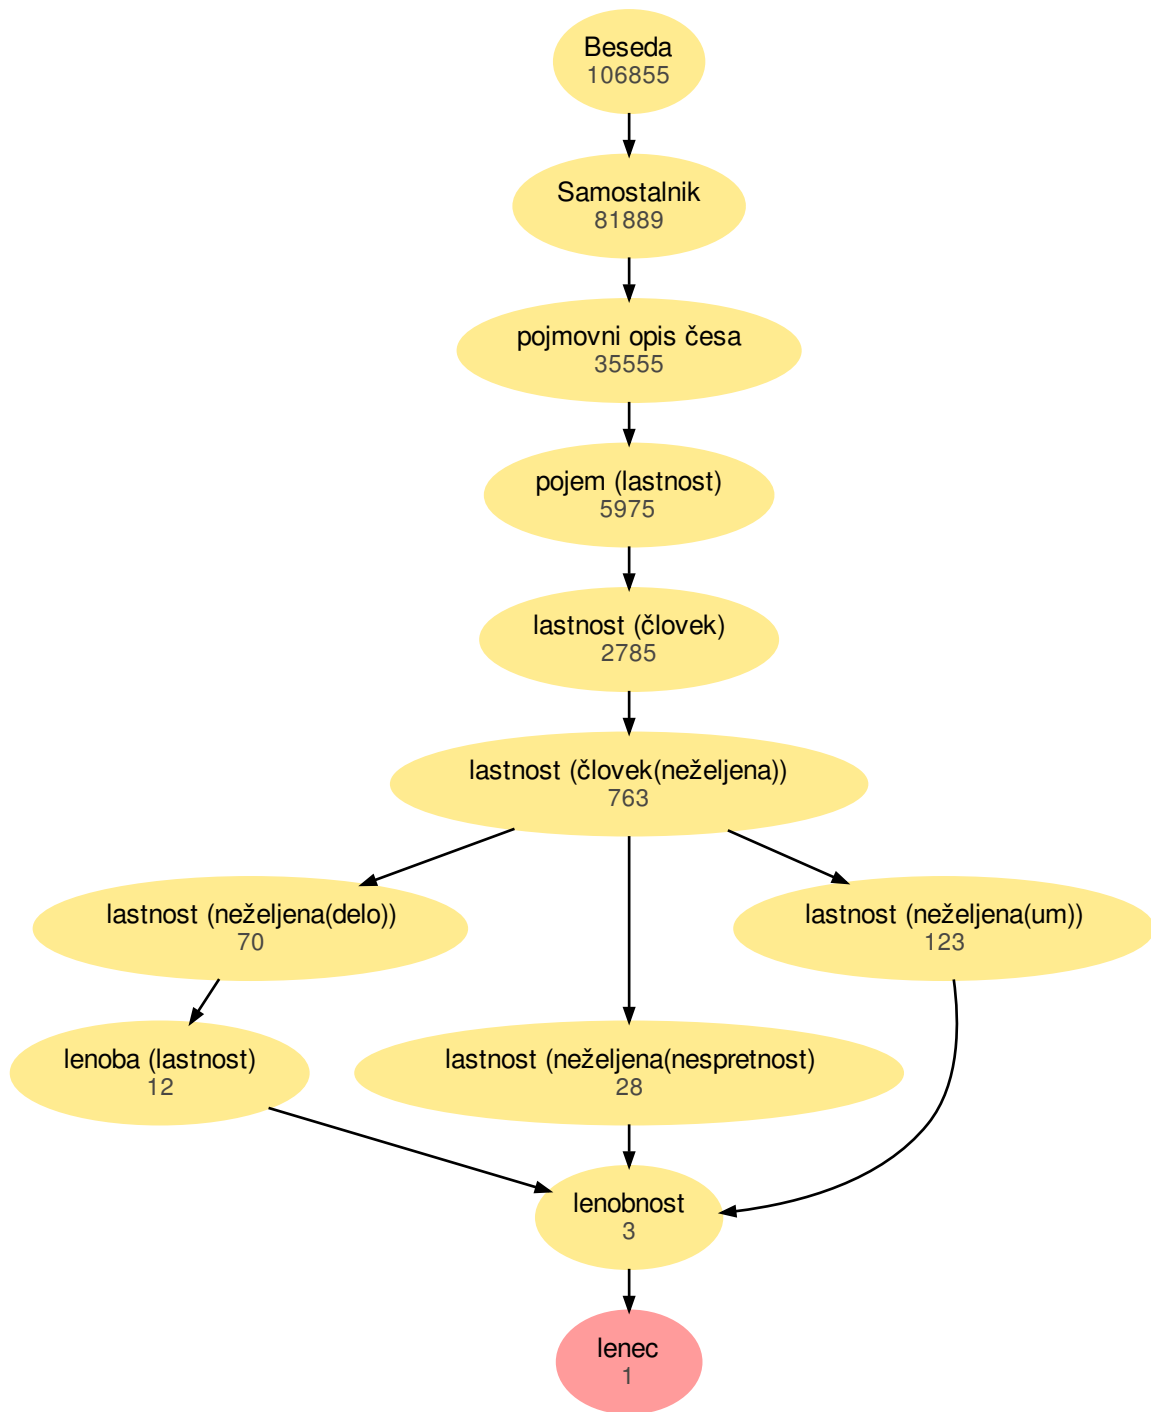 Beseda
106855
Samostalnik
81889
pojmovni opis česa
35555
pojem (lastnost)
5975
lastnost (človek)
2785
lastnost (človek(neželjena))
763
lastnost (neželjena(delo))
70
lastnost (neželjena(um))
123
lenoba (lastnost)
12
lastnost (neželjena(nespretnost)
28
lenobnost
3
lenec
1